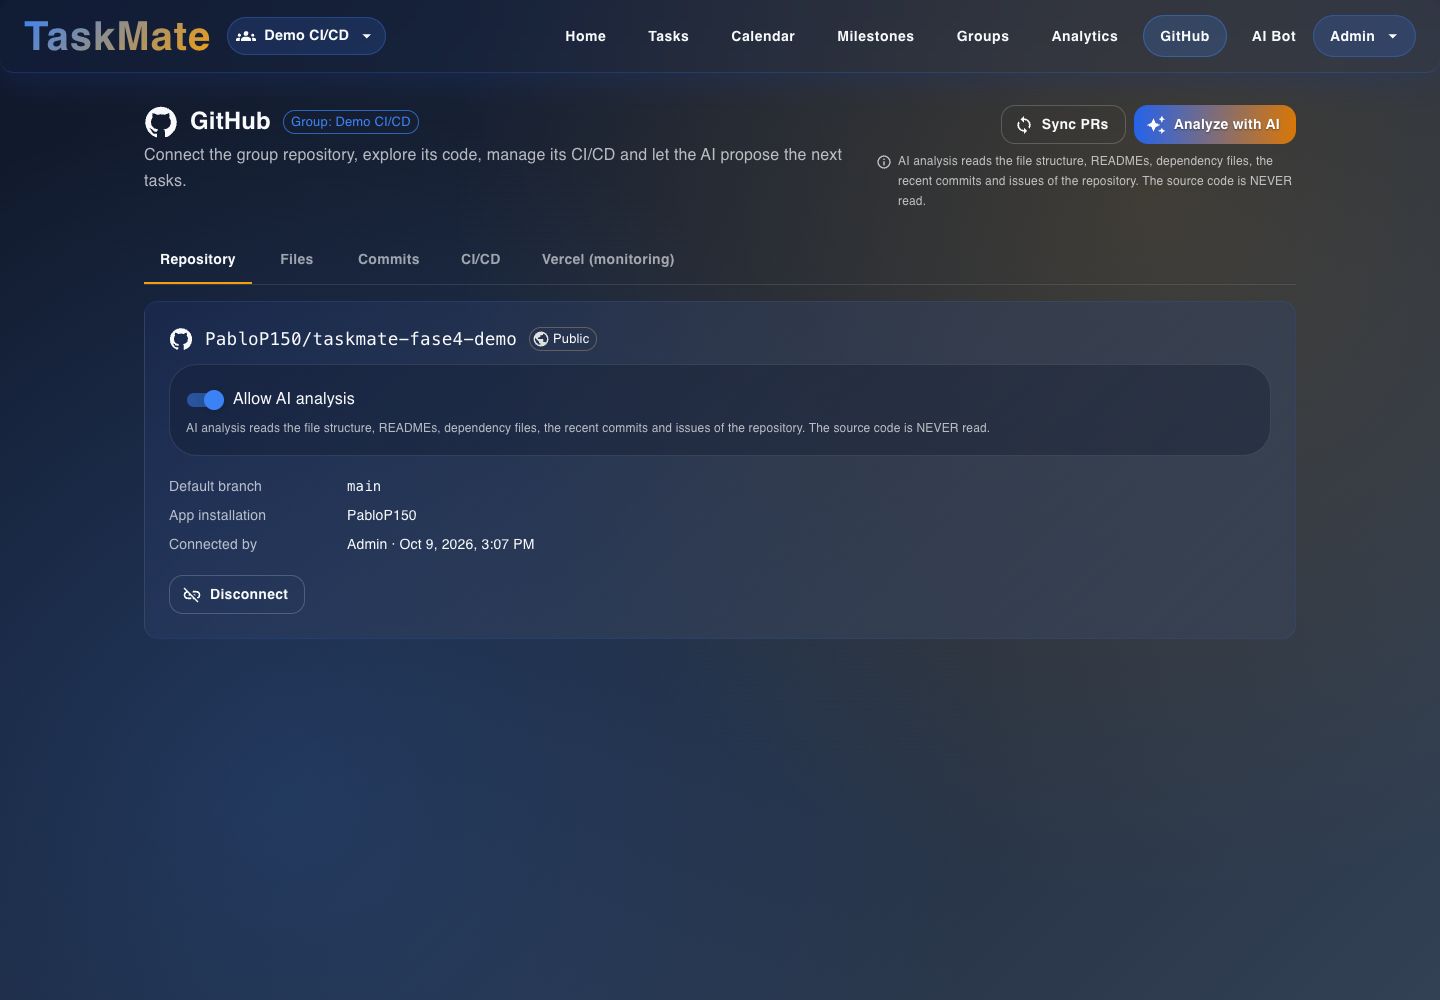 TaskMate
Demo CI/CD
Home
Tasks
Calendar
Milestones
Groups
Analytics
GitHub
AI Bot
Admin
GitHub
Group: Demo CI/CD
Connect the group repository, explore its code, manage its CI/CD and let the AI propose the next
tasks.
Sync PRs
Analyze with AI
AI analysis reads the file structure, READMEs, dependency files, the
recent commits and issues of the repository. The source code is NEVER
read.
Repository
Files
Commits
CI/CD
Vercel (monitoring)
PabloP150/taskmate-fase4-demo
Public
Allow AI analysis
AI analysis reads the file structure, READMEs, dependency files, the recent commits and issues of the repository. The source code is NEVER read.
Default branch
main
App installation
PabloP150
Connected by
Admin · Oct 9, 2026, 3:07 PM
Disconnect